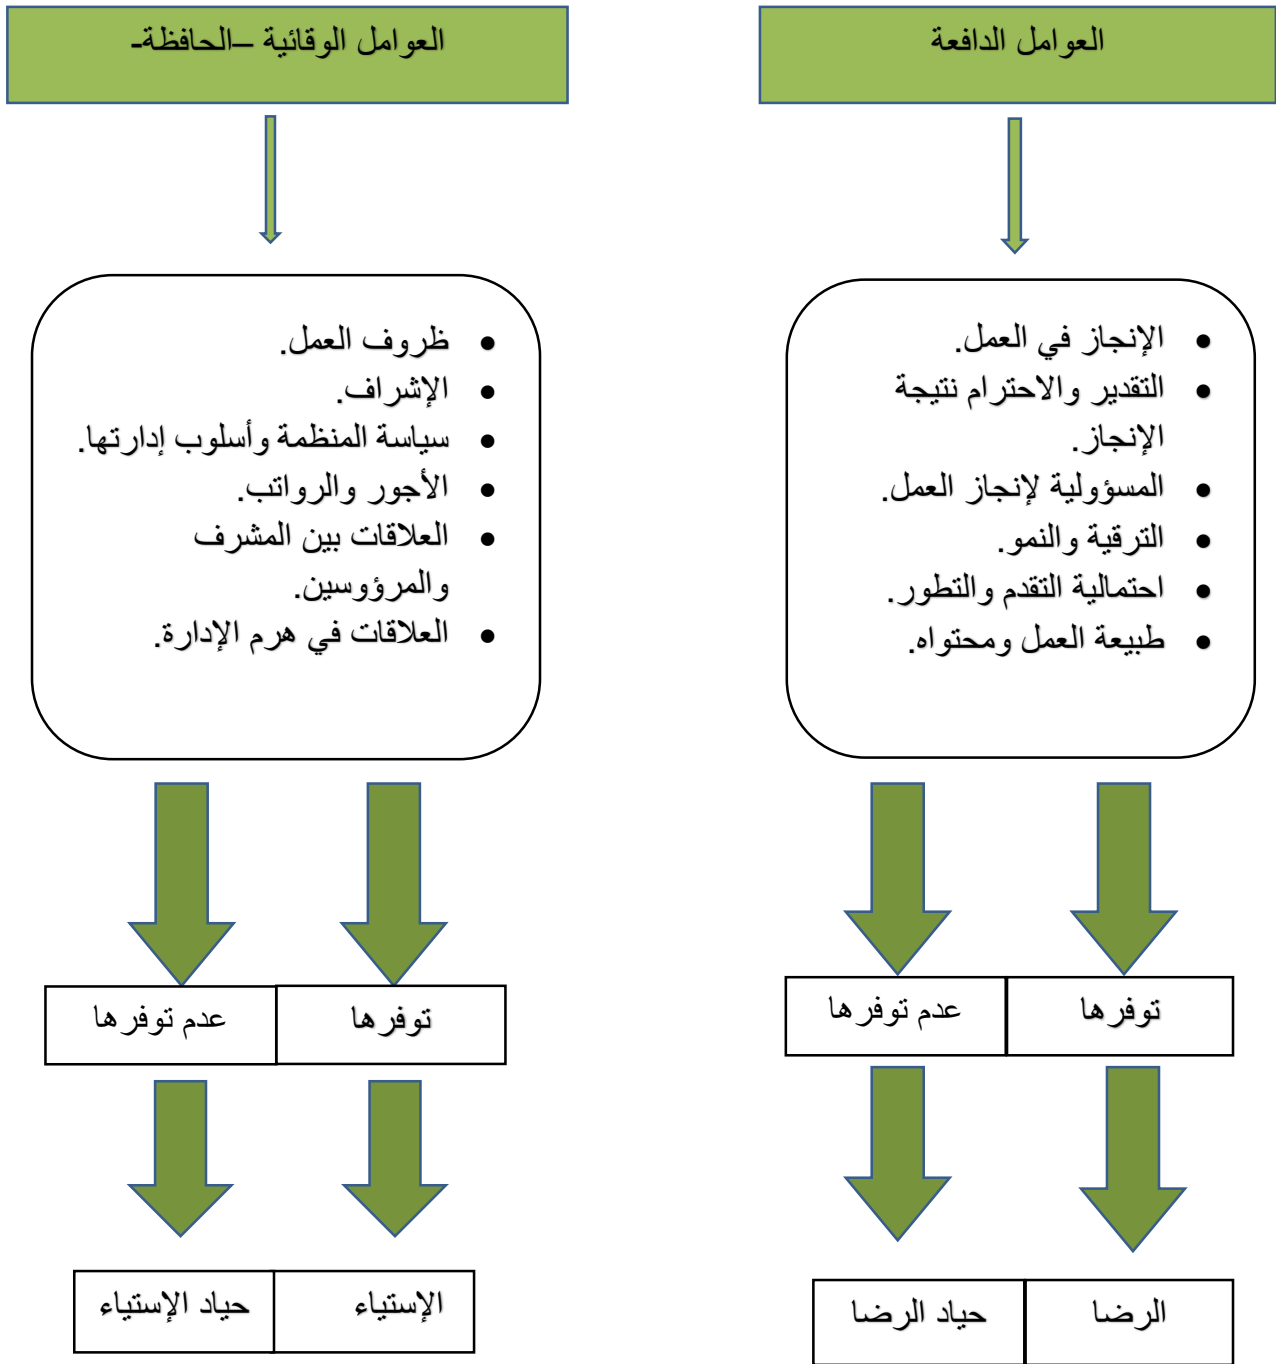 العوامل الدافعة
الإنجاز في العمل.
التقدير والاحترام نتيجة
الإنجاز.
المسؤولية لإنجاز العمل.
الترقية والنمو.
احتمالية التقدم والتطور.
طبيعة العمل ومحتواه.
توفرها
عدم توفرها
الرضا
حياد الرضا
العوامل الوقائية –الحافظة-
ظروف العمل.
الإشراف.
سياسة المنظمة وأسلوب إدارتها.
الأجور والرواتب.
العلاقات بين المشرف
والمرؤوسين.
العلاقات في هرم الإدارة.
توفرها
عدم توفرها
الإستياء
حياد الإستياء